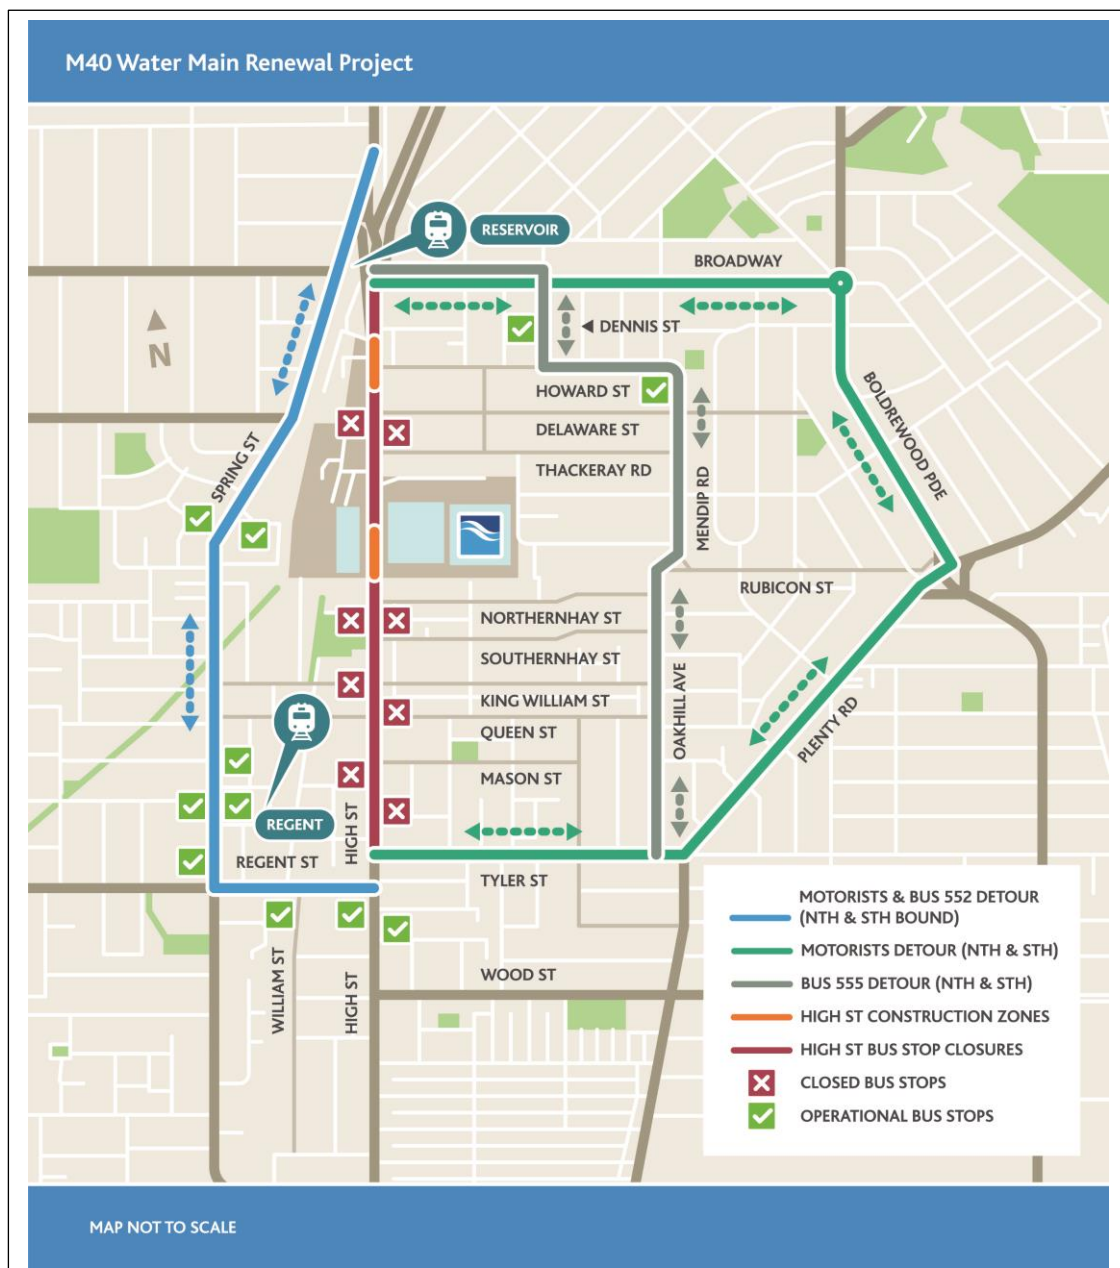 M40 Water Main Renewal Project
RESERVOIR
BROADWAY
DENNIS ST
N
HOWARD ST
BOLDREWOOD PDE
DELAWARE ST
SPRING ST
THACKERAY RD
MENDIP RD
RUBICON ST
NORTHERNHAY ST
SOUTHERNHAY ST
KING WILLIAM ST
OAKHILL AVE
PLENTY RD
QUEEN ST
MASON ST
REGENT
HIGH ST
REGENT ST
TYLER ST
WILLIAM ST
HIGH ST
WOOD ST
MOTORISTS & BUS 552 DETOUR
(NTH & STH BOUND)
MOTORISTS DETOUR (NTH & STH)
BUS 555 DETOUR (NTH & STH)
HIGH ST CONSTRUCTION ZONES
HIGH ST BUS STOP CLOSURES
CLOSED BUS STOPS
OPERATIONAL BUS STOPS
MAP NOT TO SCALE